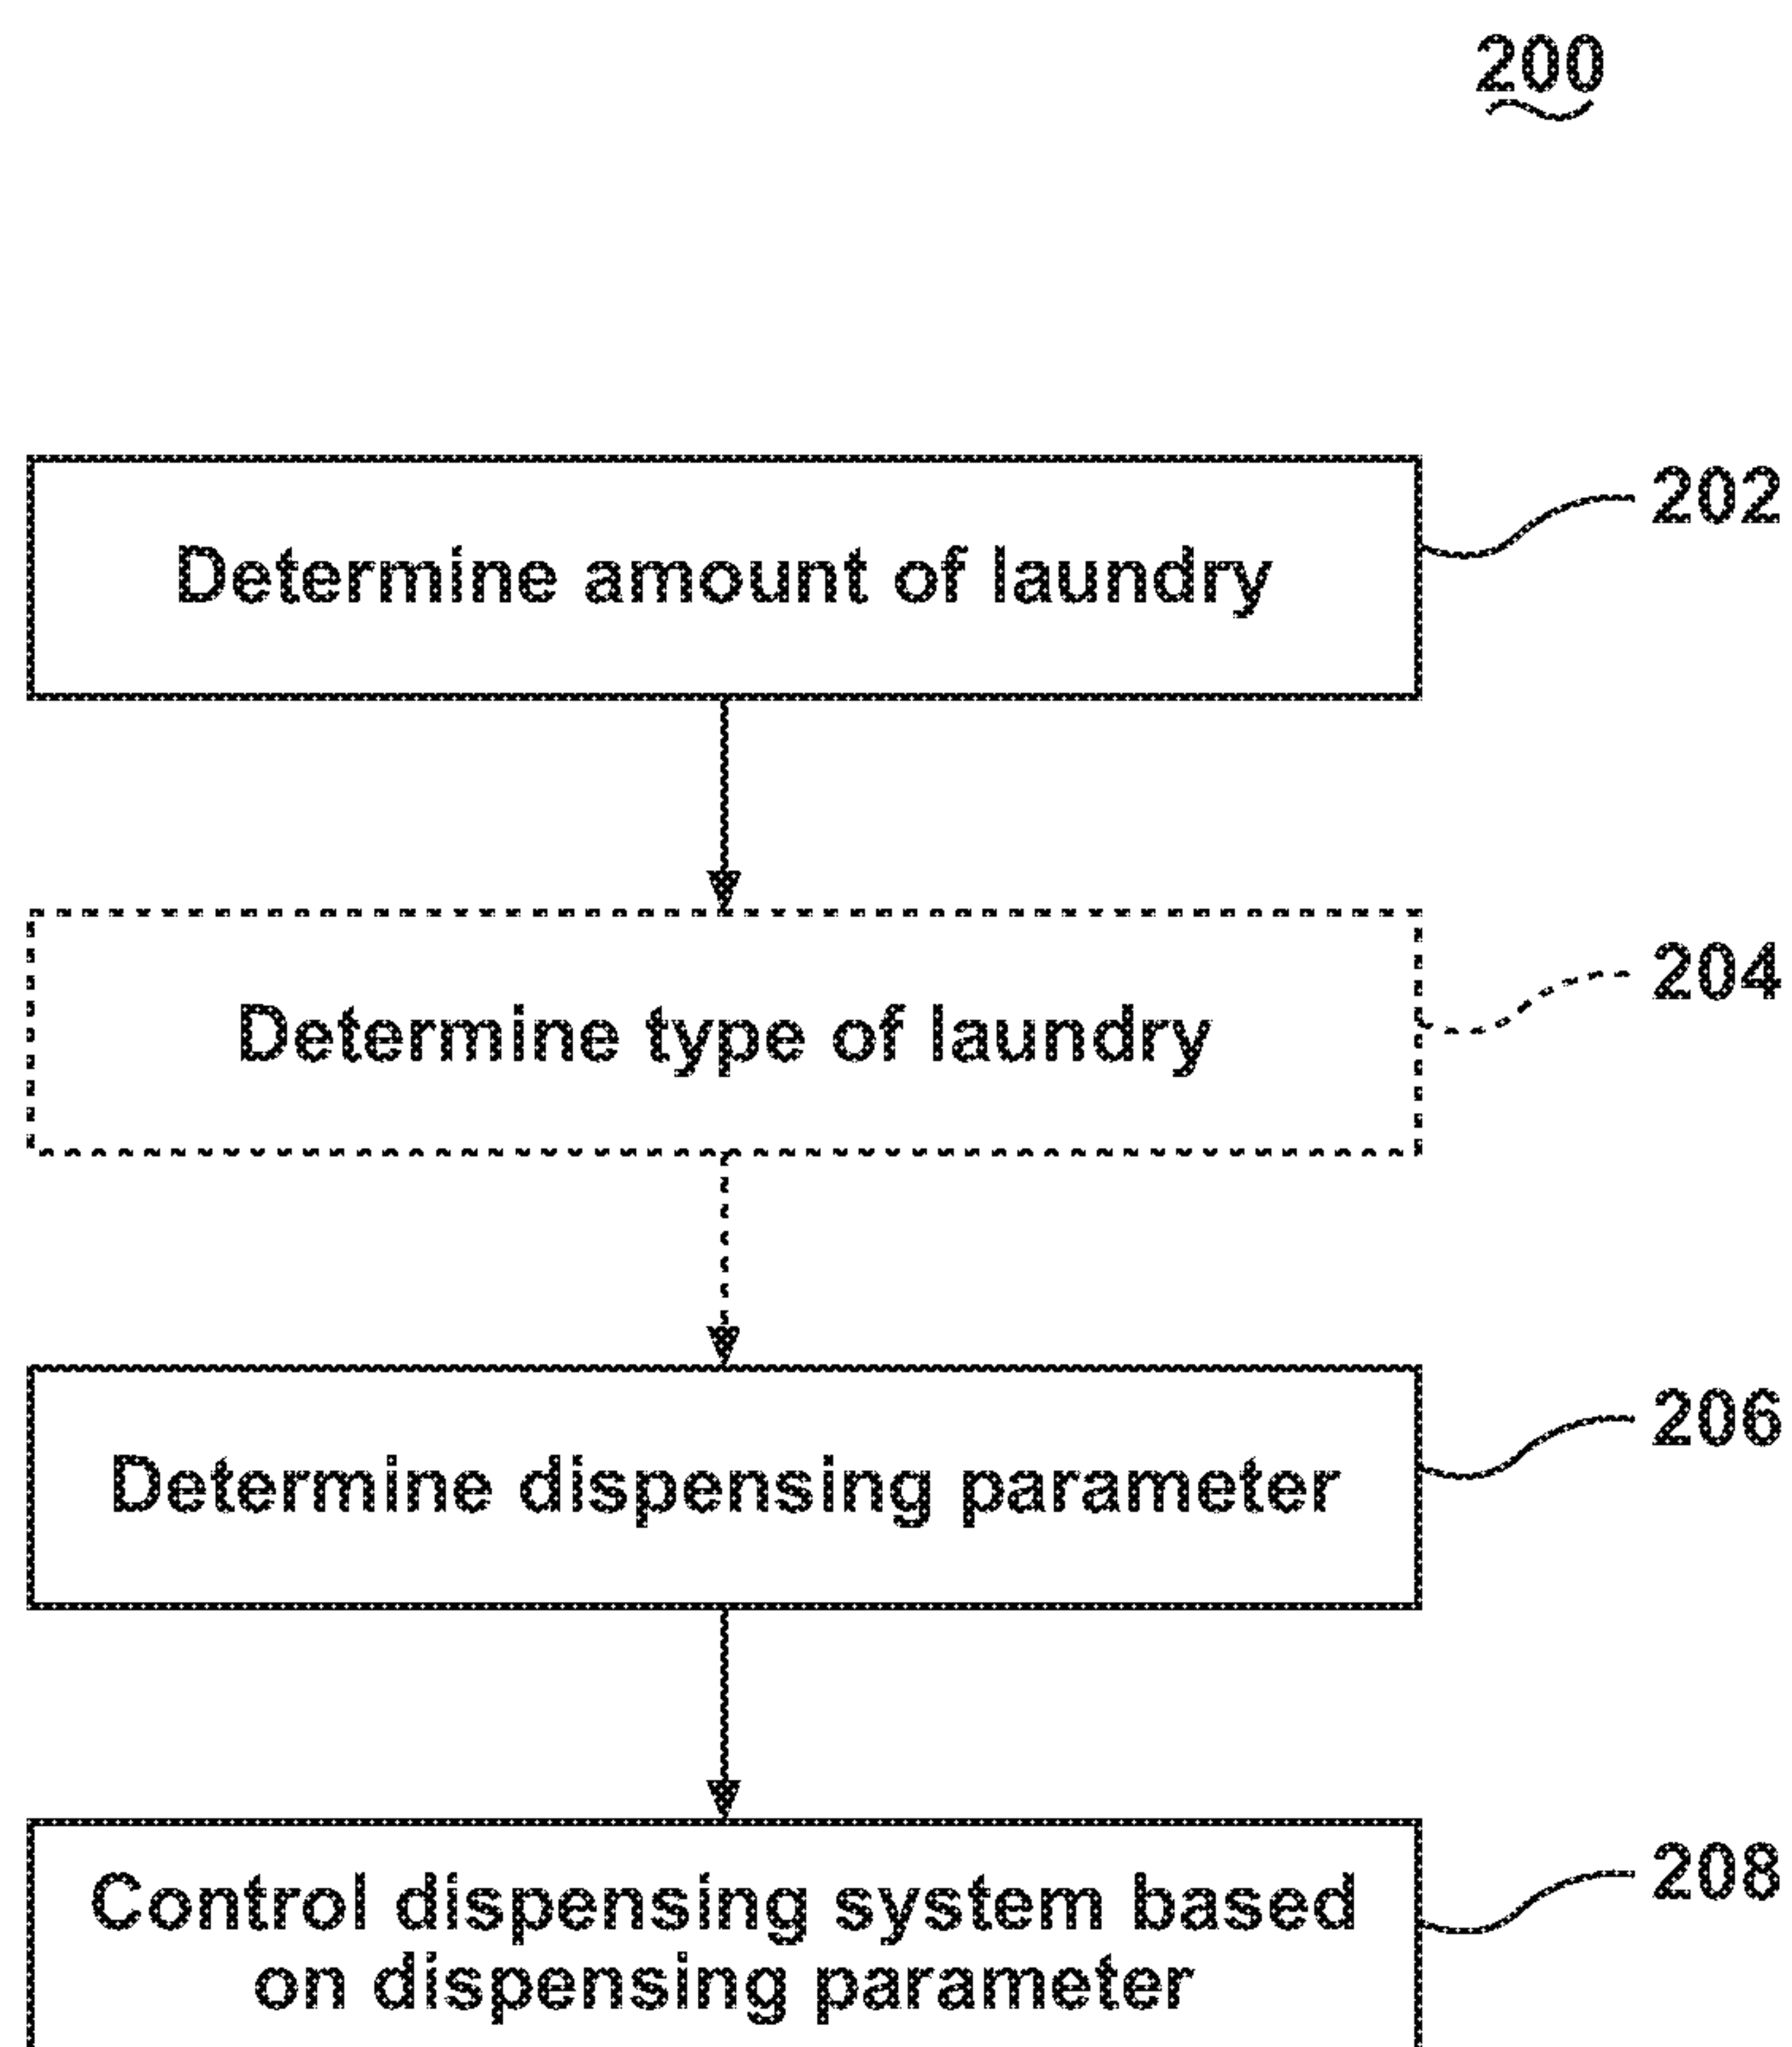 200
Determine amount of laundry
202
Determine type of laundry
204
Determine dispensing parameter
206
Control dispensing system based
on dispensing parameter
208